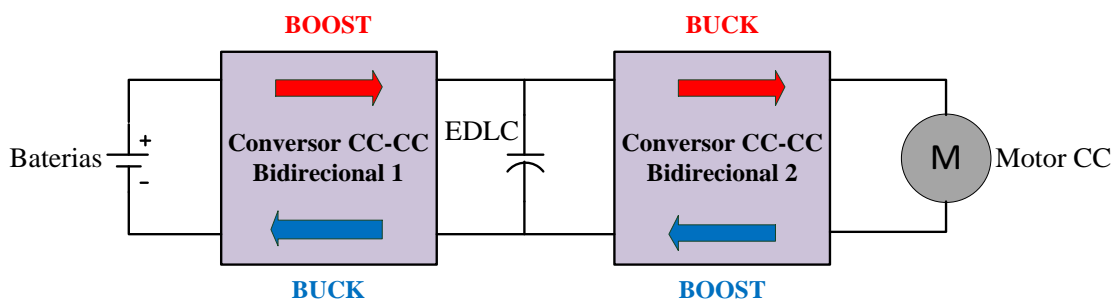 BOOST
BUCK
Baterias
+
-
Conversor CC-CC
Bidirecional 1
EDLC
Conversor CC-CC
Bidirecional 2
M
Motor CC
BUCK
BOOST